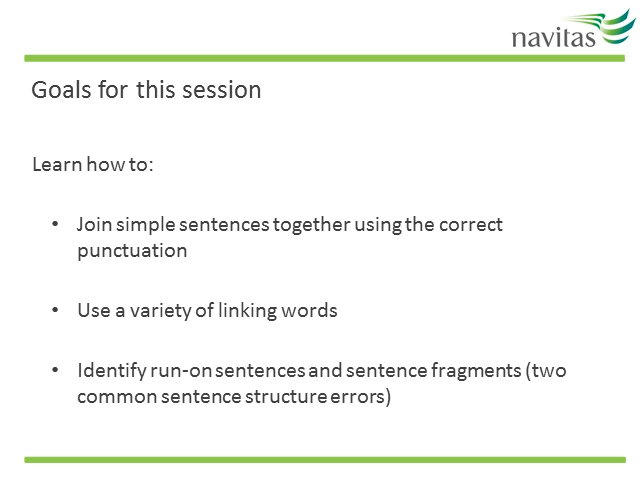 navitas
Goals for this session
Learn how to:
• Join simple sentences together using the correct
punctuation
• Use a variety of linking words
• Identify run-on sentences and sentence fragments (two
common sentence structure errors)